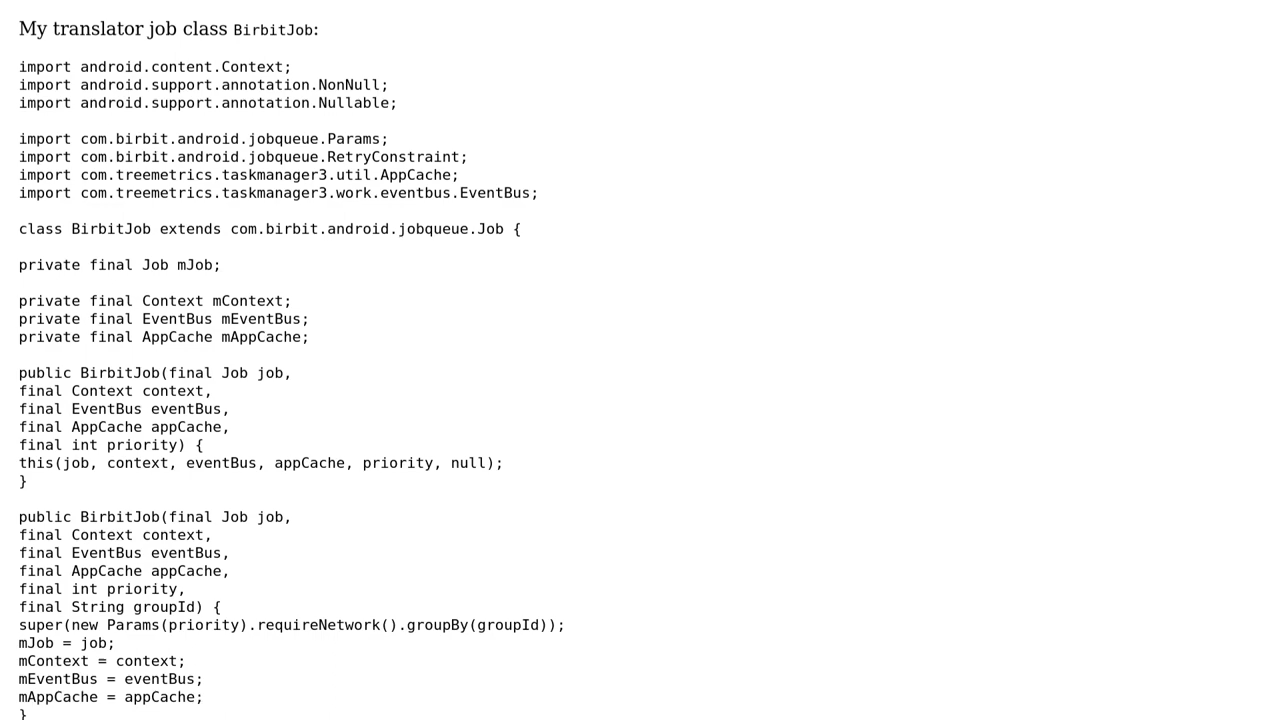 My translator job class BirbitJob:
import android.content.Context;
import android.support.annotation.NonNull;
import android.support.annotation.Nullable;
import com.birbit.android.jobqueue.Params;
import com.birbit.android.jobqueue.RetryConstraint;
import com.treemetrics.taskmanager3.util.AppCache;
import com.treemetrics.taskmanager3.work.eventbus.EventBus;
class BirbitJob extends com.birbit.android.jobqueue.Job {
private final Job mJob;
private final Context mContext;
private final EventBus mEventBus;
private final AppCache mAppCache;
public BirbitJob(final Job job,
final Context context,
final EventBus eventBus,
final AppCache appCache,
final int priority) {
this(job, context, eventBus, appCache, priority, null);
}
public BirbitJob(final Job job,
final Context context,
final EventBus eventBus,
final AppCache appCache,
final int priority,
final String groupId) {
super(new Params(priority).requireNetwork().groupBy(groupId));
mJob = job;
mContext = context;
mEventBus = eventBus;
mAppCache = appCache;
}